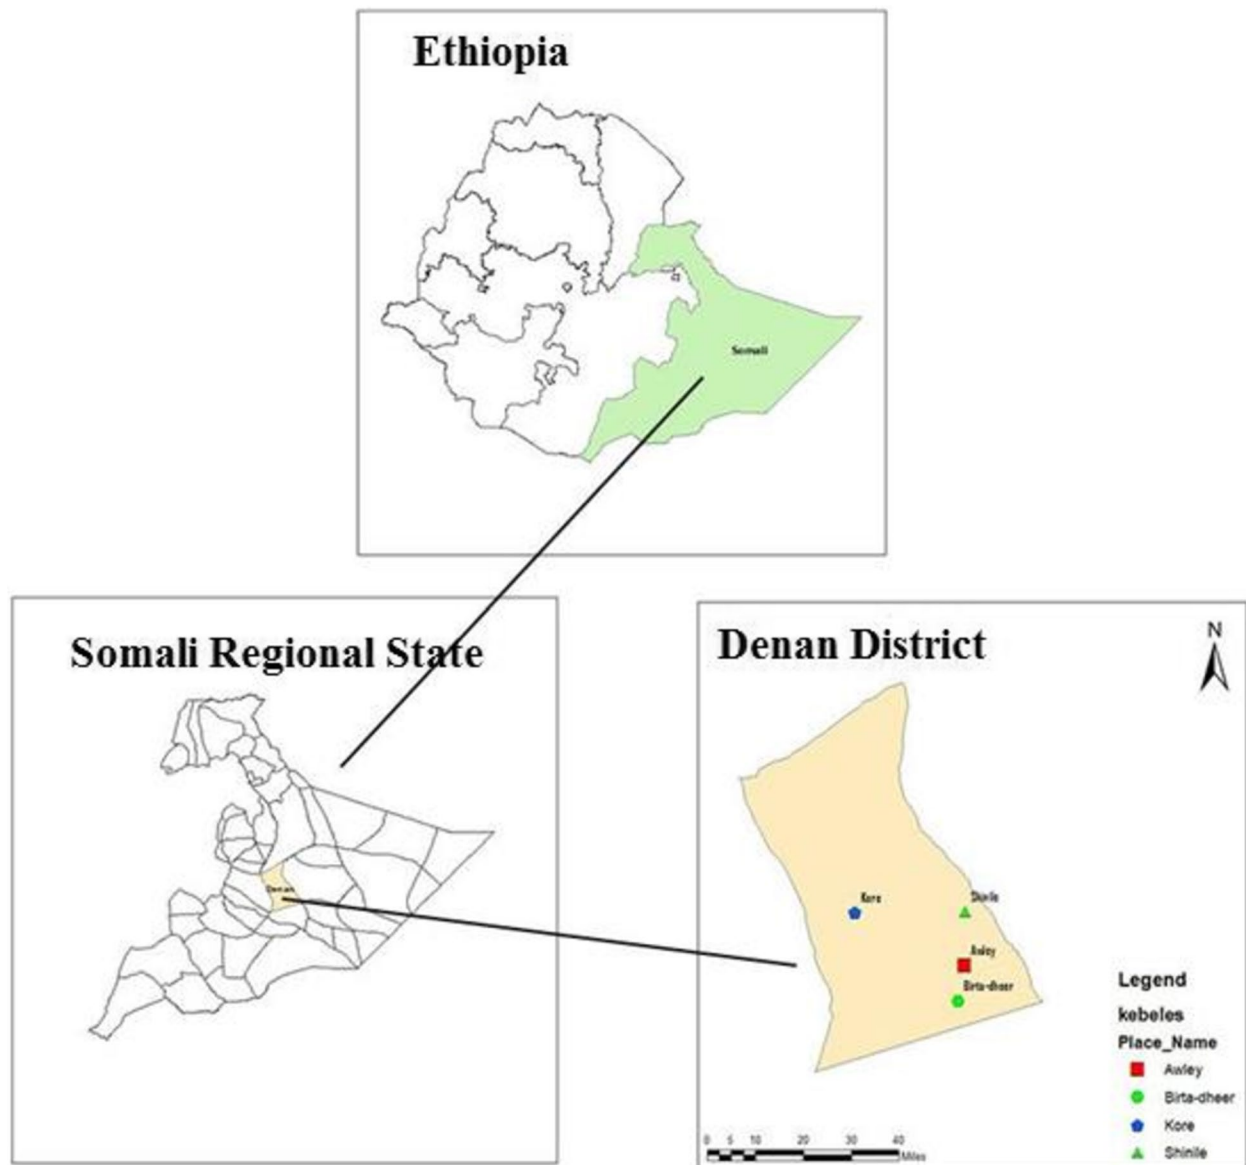 Ethiopia
Somali
Somali Regional State
Denan
Denan District
N
Kore
Shinile
Awley
Birta-dheer
Legend
kebeles
Place_Name
Awley
Birta-dheer
Kore
Shinile
0 5 10 20 30 40
Miles